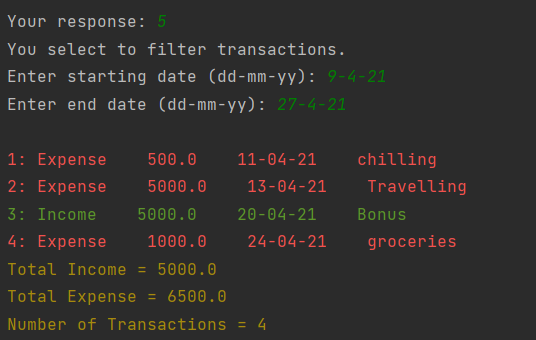 Your response: 5
You select to filter transactions.
Enter starting date (dd-mm-yy): 9-4-21
Enter end date (dd-mm-yy): 27-4-21
1: Expense    500.0    11-04-21    chilling
2: Expense    5000.0    13-04-21    Travelling
3: Income    5000.0    20-04-21    Bonus
4: Expense    1000.0    24-04-21    groceries
Total Income = 5000.0
Total Expense = 6500.0
Number of Transactions = 4